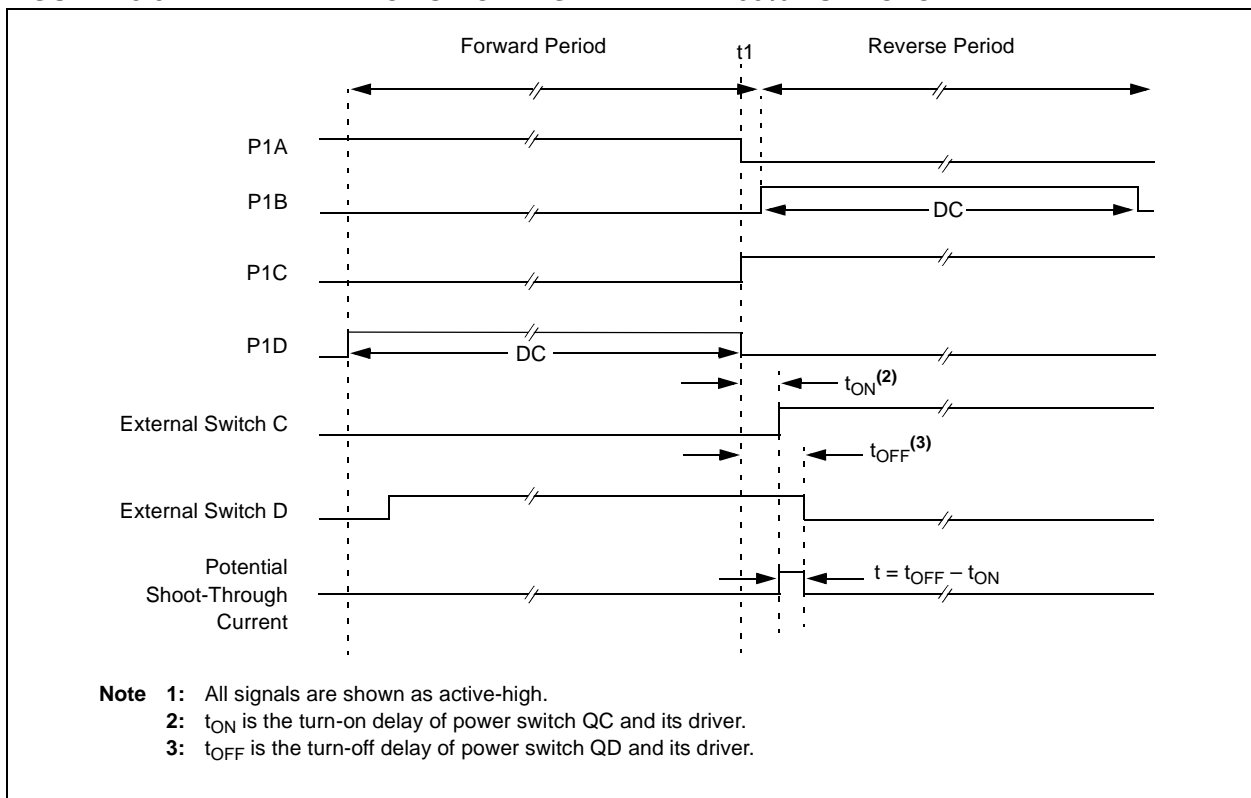 Forward Period
t1
Reverse Period
P1A
P1B
DC
P1C
P1D
DC
tON(2)
External Switch C
tOFF(3)
External Switch D
Potential
Shoot-Through
Current
t = tOFF – tON
Note 1: All signals are shown as active-high.
2: tON is the turn-on delay of power switch QC and its driver.
3: tOFF is the turn-off delay of power switch QD and its driver.